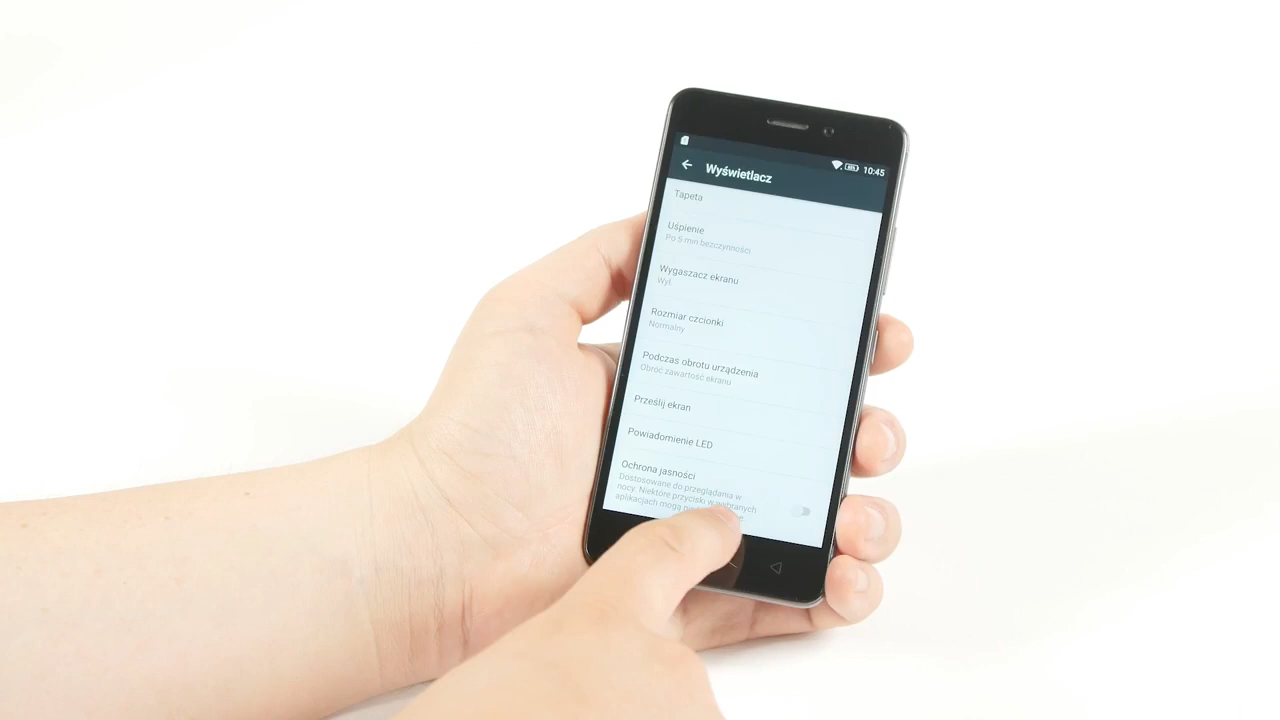 10:45
Wyświetlacz
Tapeta
Uśpienie
Po 5 min bezczynności
Wygaszacz ekranu
Wył.
Rozmiar czcionki
Normalny
Podczas obrotu urządzenia
Obróć zawartość ekranu
Prześlij ekran
Powiadomienie LED
Ochrona jasności
Dostosowane do przeglądania w
nocy. Niektóre przyciski w wybranych
aplikacjach mogą